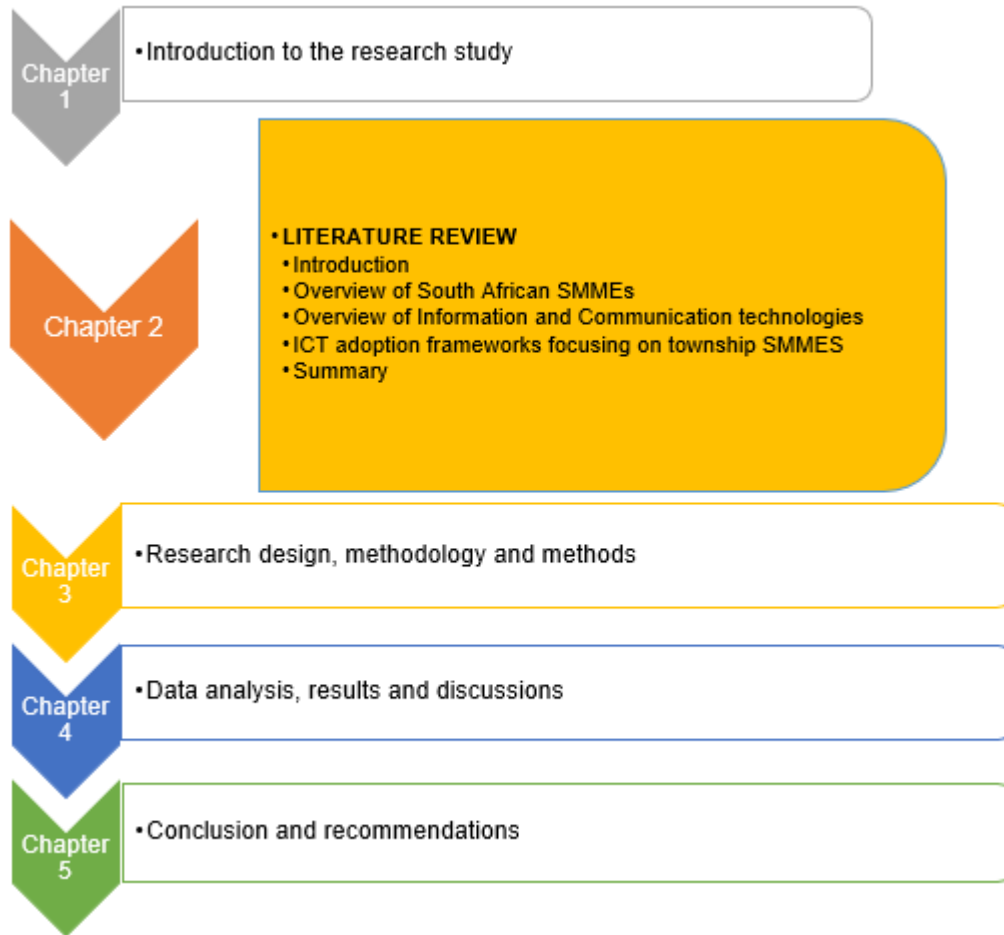 Chapter
1
•Introduction to the research study
Chapter 2
•LITERATURE REVIEW
•Introduction
•Overview of South African SMMEs
•Overview of Information and Communication technologies
•ICT adoption frameworks focusing on township SMMES
•Summary
Chapter
3
•Research design, methodology and methods
Chapter
4
•Data analysis, results and discussions
Chapter
5
•Conclusion and recommendations